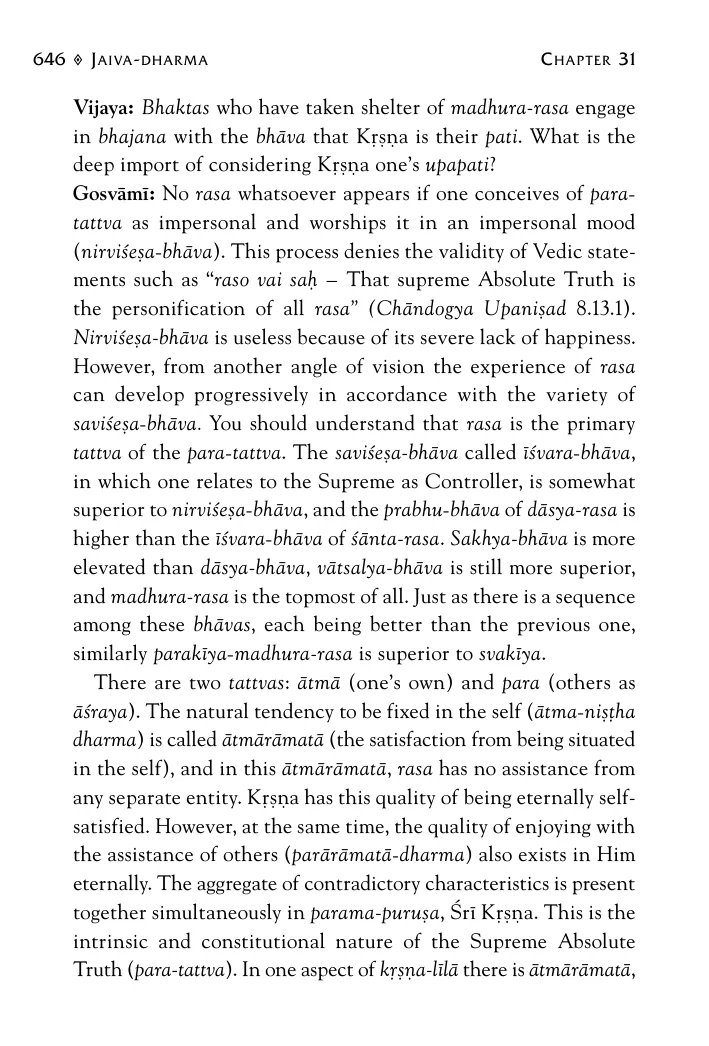 646 ◊ JAIVA-DHARMA CHAPTER 31
Vijaya: Bhaktas who have taken shelter of madhura-rasa engage
in bhajana with the bhāva that Kṛṣṇa is their pati. What is the
deep import of considering Kṛṣṇa one's upapati?
Gosvāmī: No rasa whatsoever appears if one conceives of para-
tattva as impersonal and worships it in an impersonal mood
(nirviśeṣa-bhāva). This process denies the validity of Vedic state-
ments such as “raso vai saḥ – That supreme Absolute Truth is
the personification of all rasa” (Chāndogya Upaniṣad 8.13.1).
Nirviśeṣa-bhāva is useless because of its severe lack of happiness.
However, from another angle of vision the experience of rasa
can develop progressively in accordance with the variety of
saviśeṣa-bhāva. You should understand that rasa is the primary
tattva of the para-tattva. The saviśeṣa-bhāva called īśvara-bhāva,
in which one relates to the Supreme as Controller, is somewhat
superior to nirviśeṣa-bhāva, and the prabhu-bhāva of dāsya-rasa is
higher than the īśvara-bhāva of śānta-rasa. Sakhya-bhāva is more
elevated than dāsya-bhāva, vātsalya-bhāva is still more superior,
and madhura-rasa is the topmost of all. Just as there is a sequence
among these bhāvas, each being better than the previous one,
similarly parakīya-madhura-rasa is superior to svakīya.
There are two tattvas: ātmā (one's own) and para (others as
āśraya). The natural tendency to be fixed in the self (ātma-niṣṭha
dharma) is called ātmārāmatā (the satisfaction from being situated
in the self), and in this ātmārāmatā, rasa has no assistance from
any separate entity. Kṛṣṇa has this quality of being eternally self-
satisfied. However, at the same time, the quality of enjoying with
the assistance of others (parārāmatā-dharma) also exists in Him
eternally. The aggregate of contradictory characteristics is present
together simultaneously in parama-puruṣa, Śrī Kṛṣṇa. This is the
intrinsic and constitutional nature of the Supreme Absolute
Truth (para-tattva). In one aspect of kṛṣṇa-līlā there is ātmārāmatā,